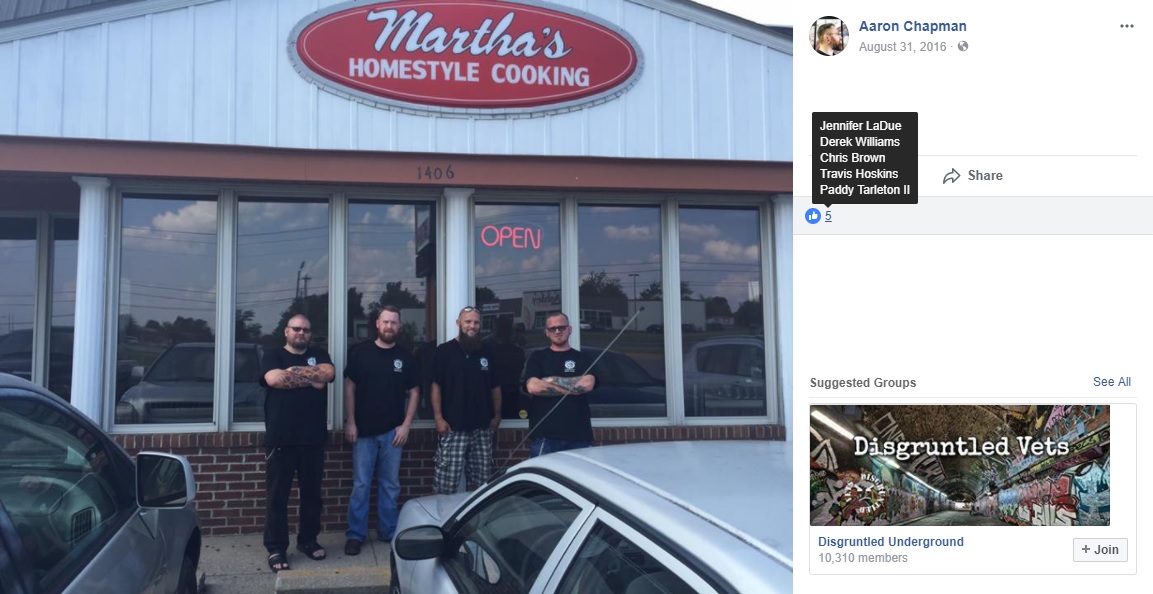 Martha's
HOMESTYLE COOKING
1406
OPEN
Aaron Chapman
August 31, 2016
Jennifer LaDue
Derek Williams
Chris Brown
Travis Hoskins
Paddy Tarleton II
Share
5
Suggested Groups
See All
Disgruntled Vets
Disgruntled Underground
10,310 members
+ Join